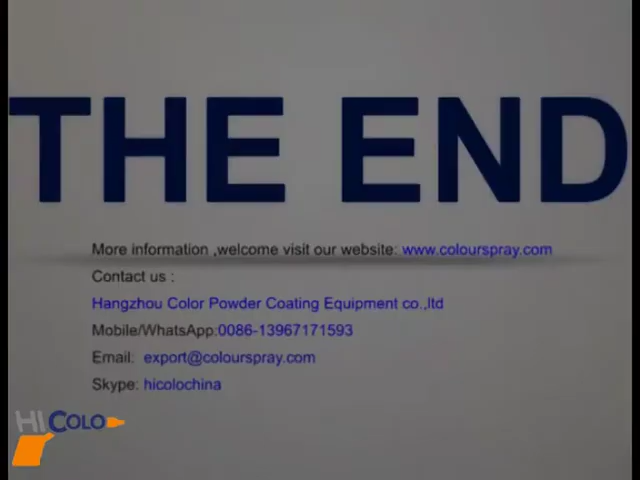 THE END
More information ,welcome visit our website: www.colourspray.com
Contact us :
Hangzhou Color Powder Coating Equipment co.,ltd
Mobile/WhatsApp:0086-13967171593
Email: export@colourspray.com
Skype: hicolochina
HICOLO